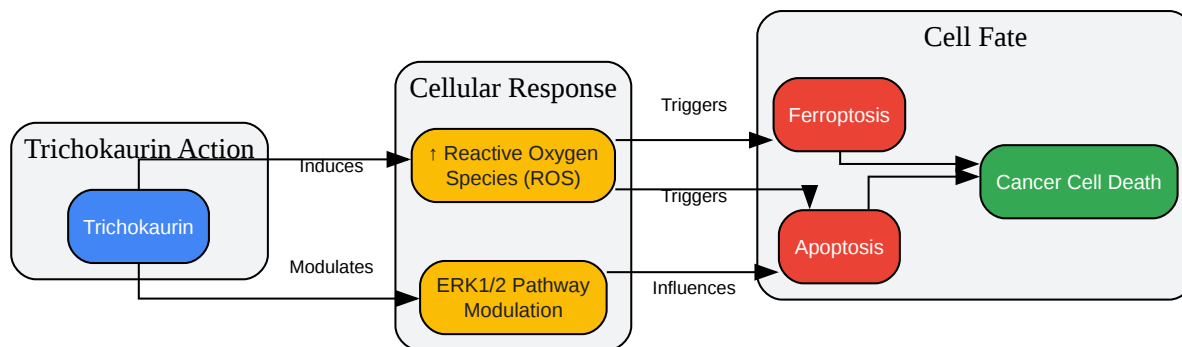 Trichokaurin Action
Trichokaurin
Induces
Modulates
Cellular Response
↑ Reactive Oxygen
Species (ROS)
ERK1/2 Pathway
Modulation
Triggers
Triggers
Influences
Cell Fate
Ferroptosis
Apoptosis
Cancer Cell Death